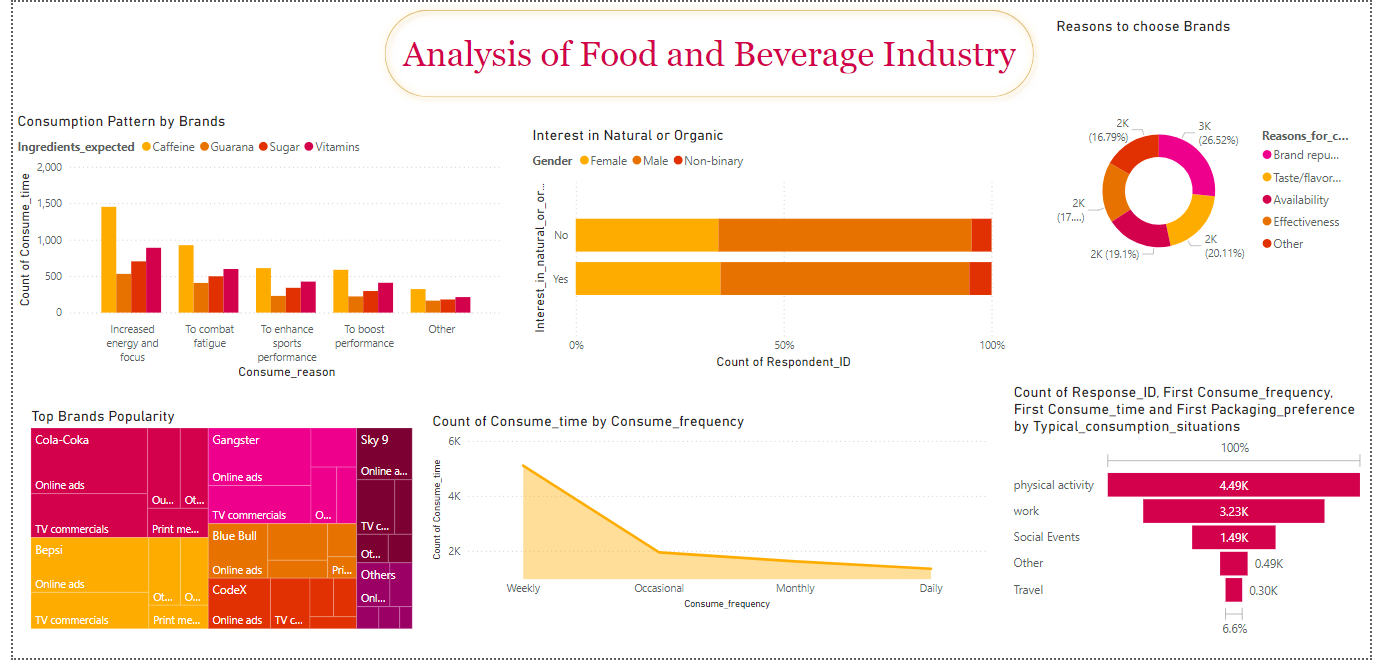 Analysis of Food and Beverage Industry
Reasons to choose Brands
Consumption Pattern by Brands
Ingredients_expected Caffeine Guarana Sugar Vitamins
Count of Consume_time
2,000
1,500
1,000
500
0
Increased
energy and
focus
To combat
fatigue
To enhance
sports
performance
To boost
performance
Other
Consume_reason
Interest in Natural or Organic
Gender Female Male Non-binary
Interest_in_natural_or_or...
No
Yes
0% 50% 100%
Count of Respondent_ID
2K
(16.79%)
3K
(26.52%)
2K
(17....)
2K (19.1%)
2K
(20.11%)
Reasons_for_c...
Brand repu...
Taste/flavor...
Availability
Effectiveness
Other
Top Brands Popularity
Cola-Coka
Online ads
TV commercials
Ou...
Ot...
Print me...
Bepsi
Online ads
TV commercials
Ot...
O...
Print me...
Gangster
Online ads
TV commercials
O...
Blue Bull
Online ads
Pri...
CodeX
Online ads
TV c...
Sky 9
Online a...
TV c...
Ot...
Others
Onl...
Count of Consume_time by Consume_frequency
Count of Consume_time
6K
4K
2K
Weekly Occasional Monthly Daily
Consume_frequency
Count of Response_ID, First Consume_frequency,
First Consume_time and First Packaging_preference
by Typical_consumption_situations
100%
physical activity 4.49K
work 3.23K
Social Events 1.49K
Other 0.49K
Travel 0.30K
6.6%